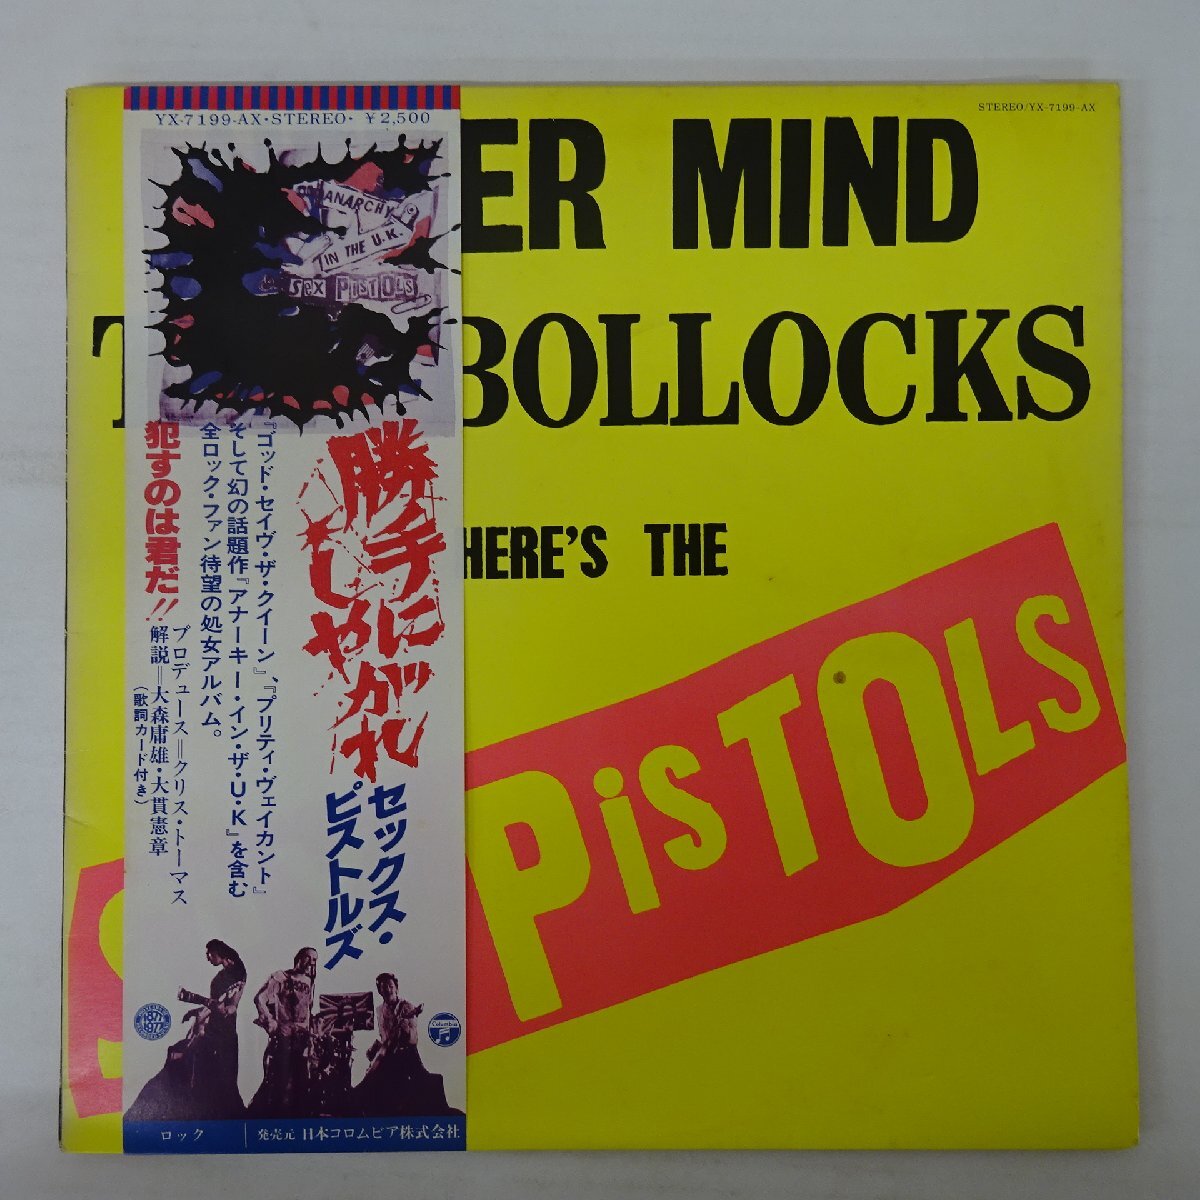 STEREO/YX-7199-AX
ER MIND
T BOLLOCKS
HERE'S THE
PiSTOLS
S
YX-7199-AX・STEREO・¥2,500
ANARCHY
IN THE U.K.
sex PISTOLS
勝手にしやがれ
セックス・
ピストルズ
『ゴッド・セイヴ・ザ・クイーン』、『プリティ・ヴェイカント』
そして幻の話題作『アナーキー・イン・ザ・U・K』を含む
全ロック・ファン待望の処女アルバム。
犯すのは君だ!!
プロデュース＝クリス・トーマス
解説＝大森庸雄・大貫憲章
（歌詞カード付き）
1977
Columbia
ロック
発売元 日本コロムビア株式会社